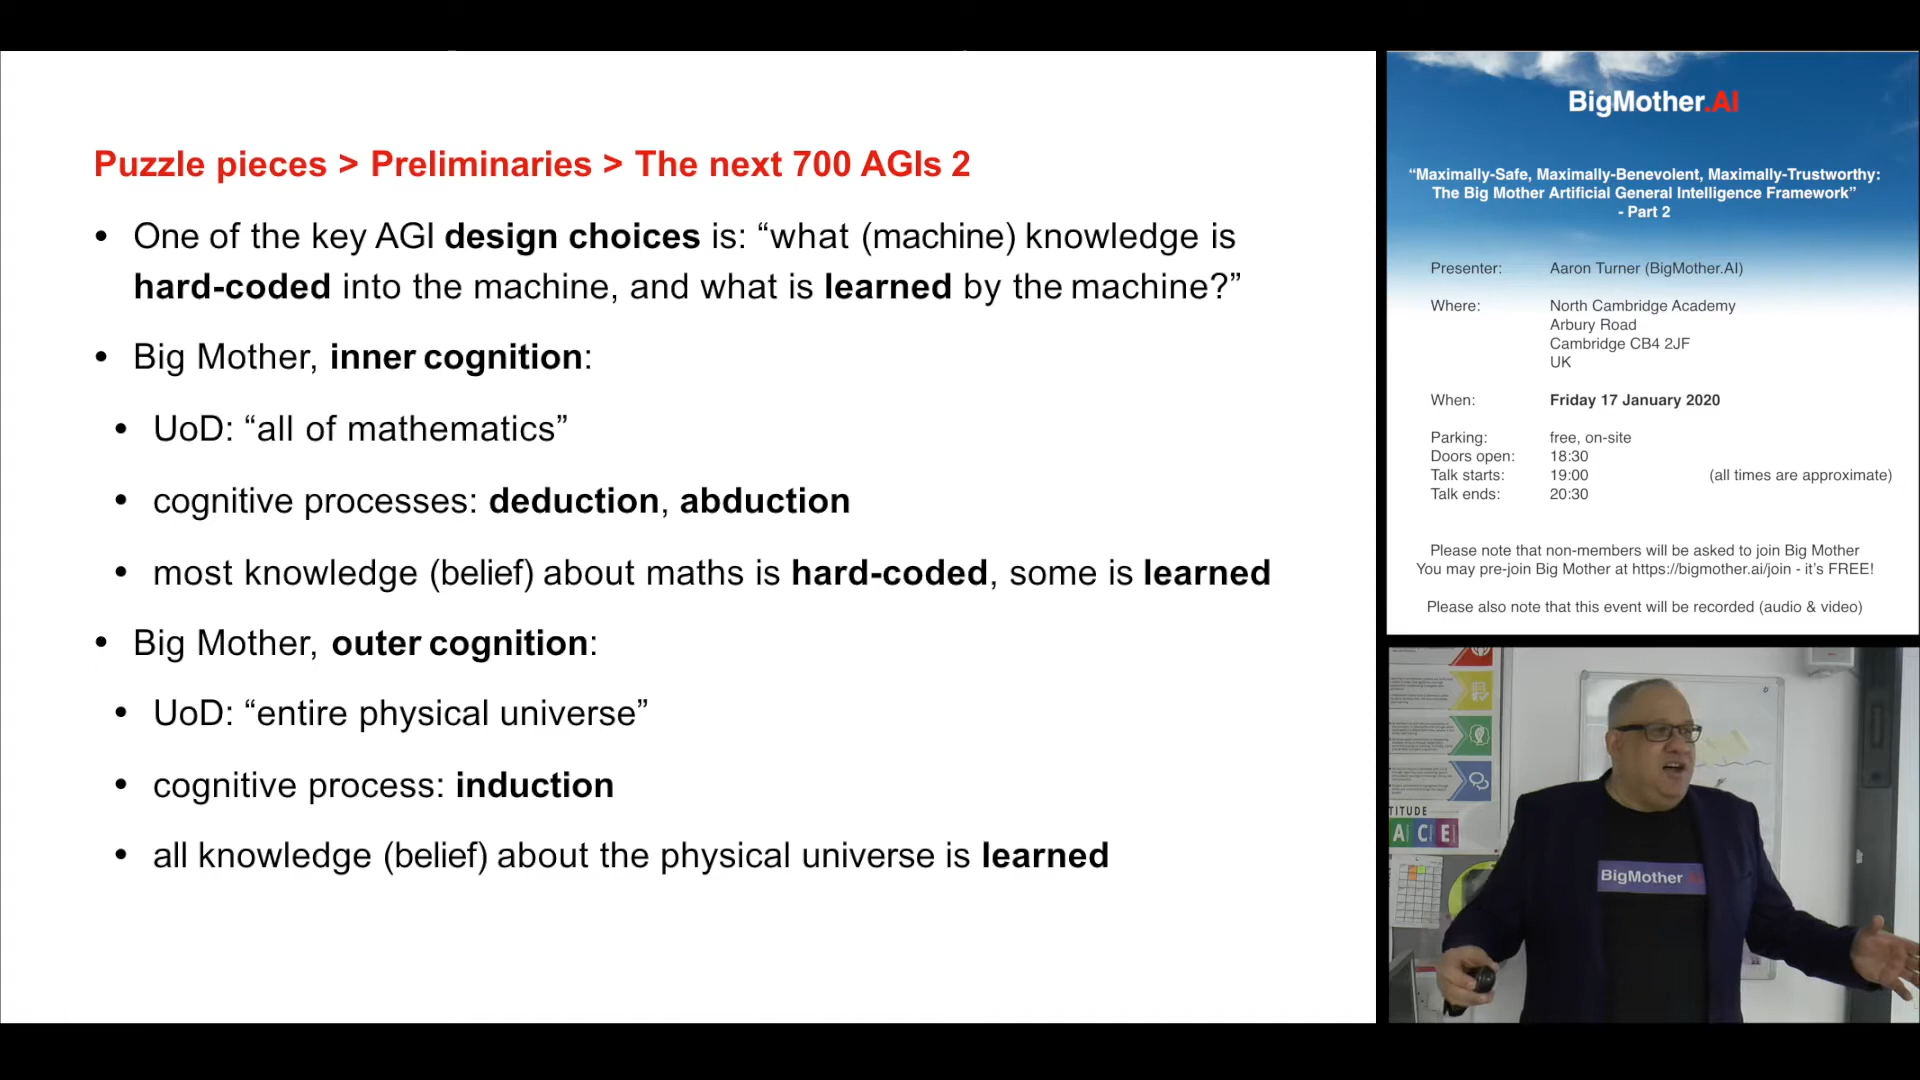 Puzzle pieces > Preliminaries > The next 700 AGIs 2
• One of the key AGI design choices is: “what (machine) knowledge is
hard-coded into the machine, and what is learned by the machine?”
• Big Mother, inner cognition:
• UoD: “all of mathematics”
• cognitive processes: deduction, abduction
• most knowledge (belief) about maths is hard-coded, some is learned
• Big Mother, outer cognition:
• UoD: “entire physical universe”
• cognitive process: induction
• all knowledge (belief) about the physical universe is learned
BigMother.AI
“Maximally-Safe, Maximally-Benevolent, Maximally-Trustworthy:
The Big Mother Artificial General Intelligence Framework”
- Part 2
Presenter: Aaron Turner (BigMother.AI)
Where: North Cambridge Academy
Arbury Road
Cambridge CB4 2JF
UK
When: Friday 17 January 2020
Parking: free, on-site
Doors open: 18:30
Talk starts: 19:00 (all times are approximate)
Talk ends: 20:30
Please note that non-members will be asked to join Big Mother
You may pre-join Big Mother at https://bigmother.ai/join - it’s FREE!
Please also note that this event will be recorded (audio & video)
TITUDE
ACE
BigMother